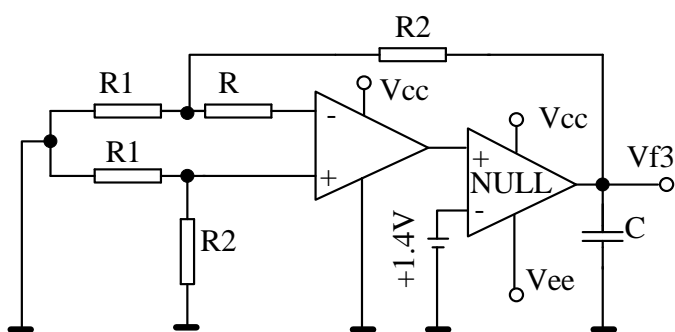 R2
R1
R
Vcc
-
Vcc
Vf3
R1
+
+
NULL
-
R2
+1.4V
C
Vee